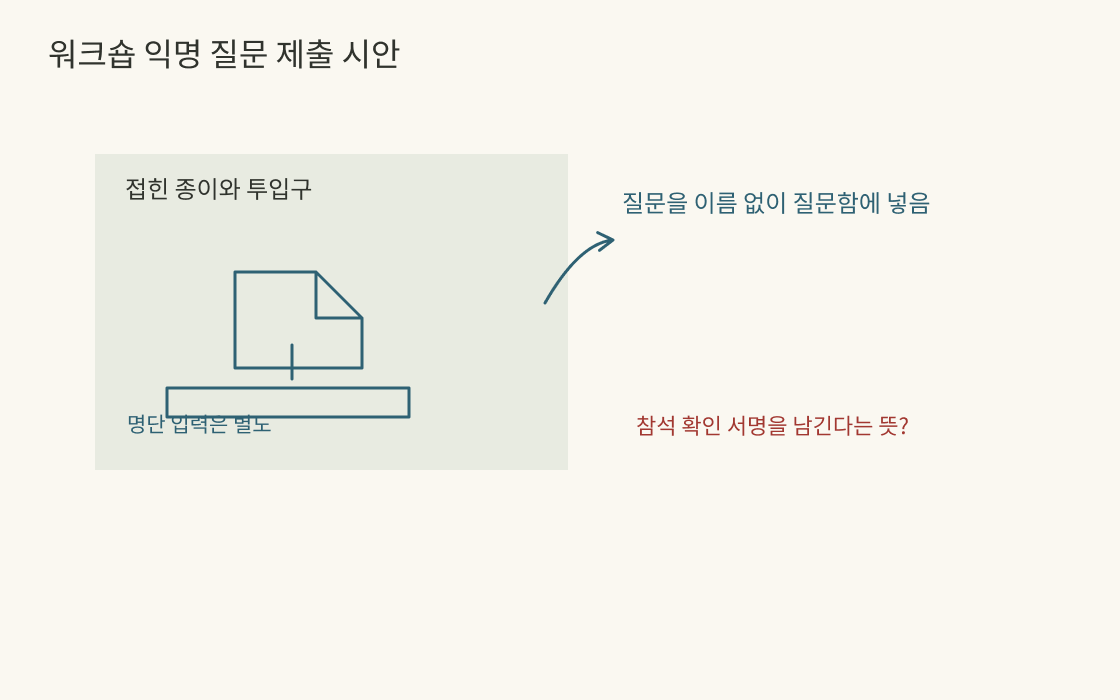 워크숍 익명 질문 제출 시안
접힌 종이와 투입구
질문을 이름 없이 질문함에 넣음
명단 입력은 별도
참석 확인 서명을 남긴다는 뜻?